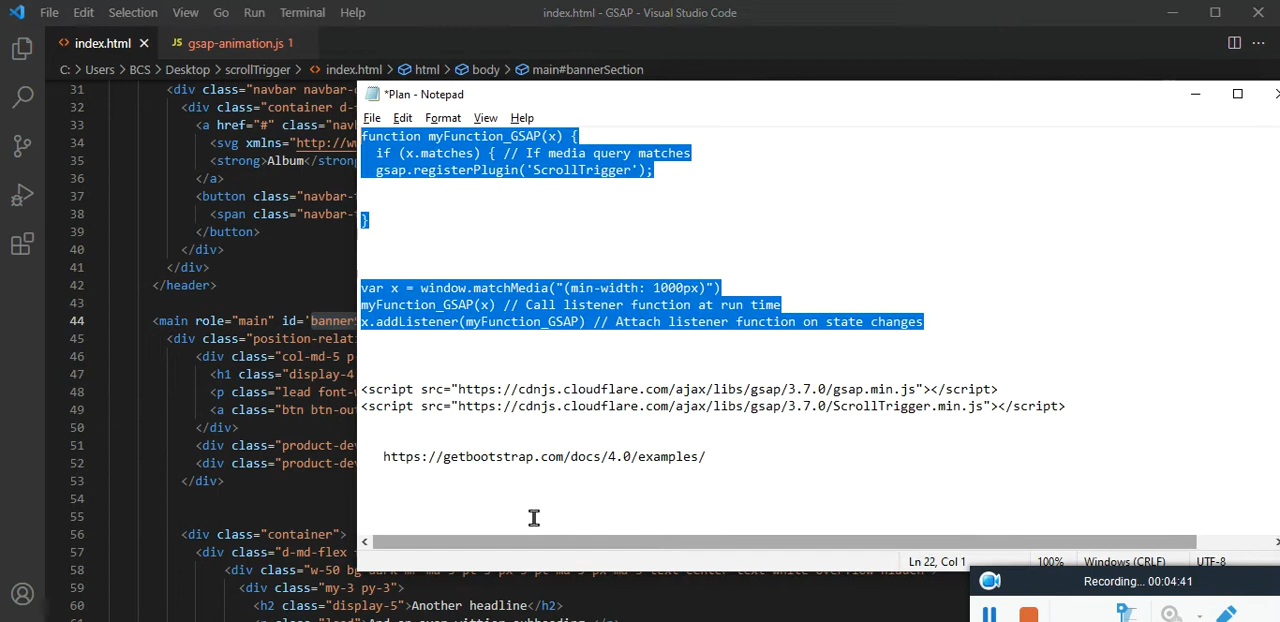 File Edit Selection View Go Run Terminal Help
index.html - GSAP - Visual Studio Code
index.html
JS gsap-animation.js 1
C: > Users > BCS > Desktop > scrollTrigger > index.html > html > body > main#bannerSection
31 <div class="navbar navbar-
32 <div class="container d-
33 <a href="#" class="nav
34 <svg xmlns="http://w
35 <strong>Album</stron
36 </a>
37 <button class="navbar-
38 <span class="navbar-
39 </button>
40 </div>
41 </div>
42 </header>
43
44 <main role="main" id='banner
45 <div class="position-rela
46 <div class="col-md-5 p
47 <h1 class="display-4
48 <p class="lead font-w
49 <a class="btn btn-ou
50 </div>
51 <div class="product-de
52 <div class="product-de
53 </div>
54
55
56 <div class="container">
57 <div class="d-md-flex
58
59 <div class="my-3 py-3">
60 <h2 class="display-5">Another headline</h2>
*Plan - Notepad
File Edit Format View Help
function myFunction_GSAP(x) {
if (x.matches) { // If media query matches
gsap.registerPlugin('ScrollTrigger');
}
var x = window.matchMedia("(min-width: 1000px)")
myFunction_GSAP(x) // Call listener function at run time
x.addListener(myFunction_GSAP) // Attach listener function on state changes
<script src="https://cdnjs.cloudflare.com/ajax/libs/gsap/3.7.0/gsap.min.js"></script>
<script src="https://cdnjs.cloudflare.com/ajax/libs/gsap/3.7.0/ScrollTrigger.min.js"></script>
https://getbootstrap.com/docs/4.0/examples/
Ln 22, Col 1 100% Windows (CRLF) UTF-8
Recording... 00:04:41